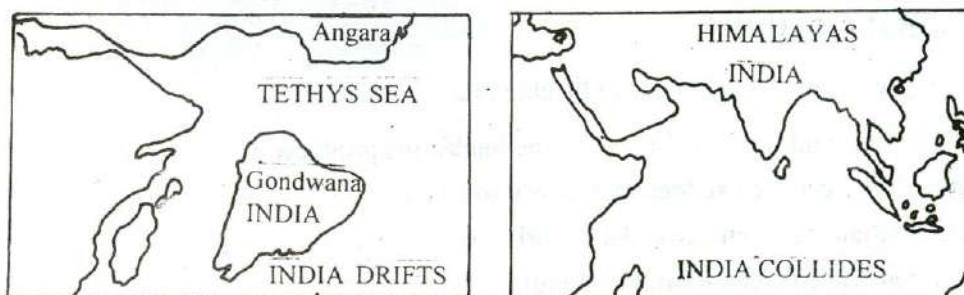 Angara
TETHYS SEA
Gondwana
INDIA
INDIA DRIFTS
HIMALAYAS
INDIA
INDIA COLLIDES